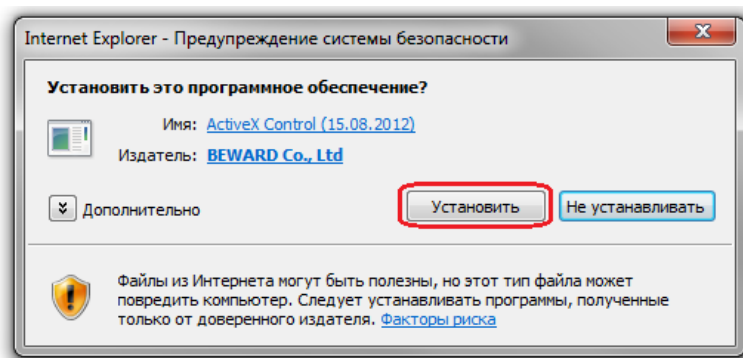 Internet Explorer - Предупреждение системы безопасности
Установить это программное обеспечение?
Имя: ActiveX Control (15.08.2012)
Издатель: BEWARD Co., Ltd
Дополнительно
Установить
Не устанавливать
Файлы из Интернета могут быть полезны, но этот тип файла может
повредить компьютер. Следует устанавливать программы, полученные
только от доверенного издателя. Факторы риска